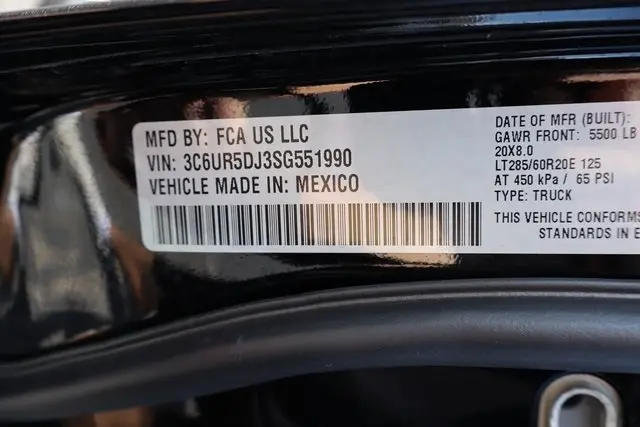 MFD BY: FCA US LLC
VIN: 3C6UR5DJ3SG551990
VEHICLE MADE IN: MEXICO
DATE OF MFR (BUILT):
GAWR FRONT: 5500 LB
20X8.0
LT285/60R20E 125
AT 450 kPa / 65 PSI
TYPE: TRUCK
THIS VEHICLE CONFORMS
STANDARDS IN E